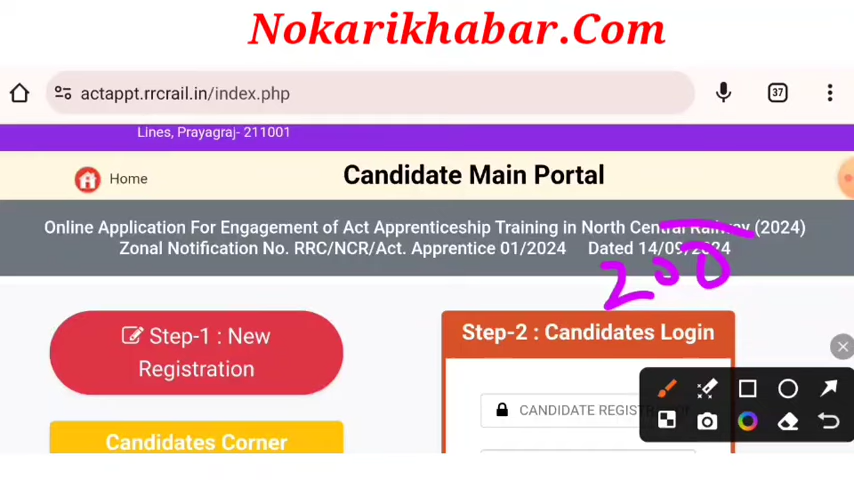 Nokarikhabar.Com
actappt.rrcrail.in/index.php
37
Lines, Prayagraj- 211001
Home
Candidate Main Portal
Online Application For Engagement of Act Apprenticeship Training in North Central Railway (2024)
Zonal Notification No. RRC/NCR/Act. Apprentice 01/2024 Dated 14/09/2024
200
Step-1 : New
Registration
Step-2 : Candidates Login
CANDIDATE
Candidates Corner